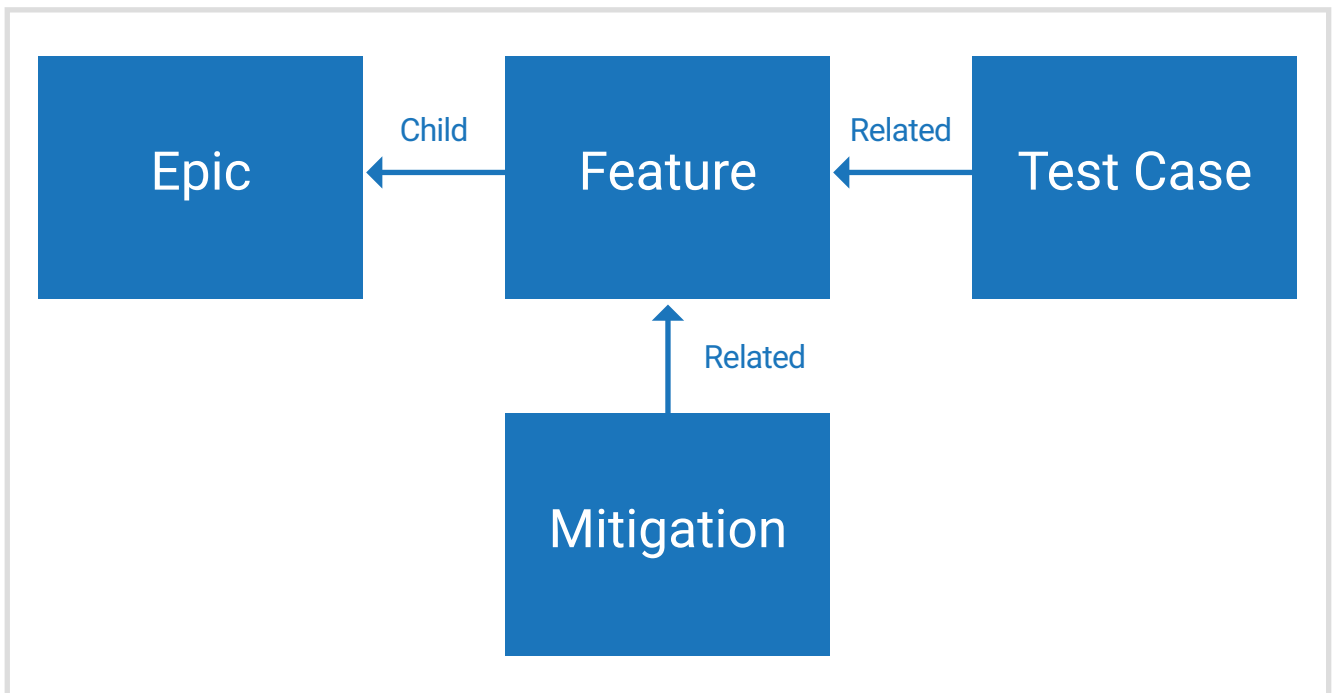 Child
Related
Epic
Feature
Test Case
Related
Mitigation